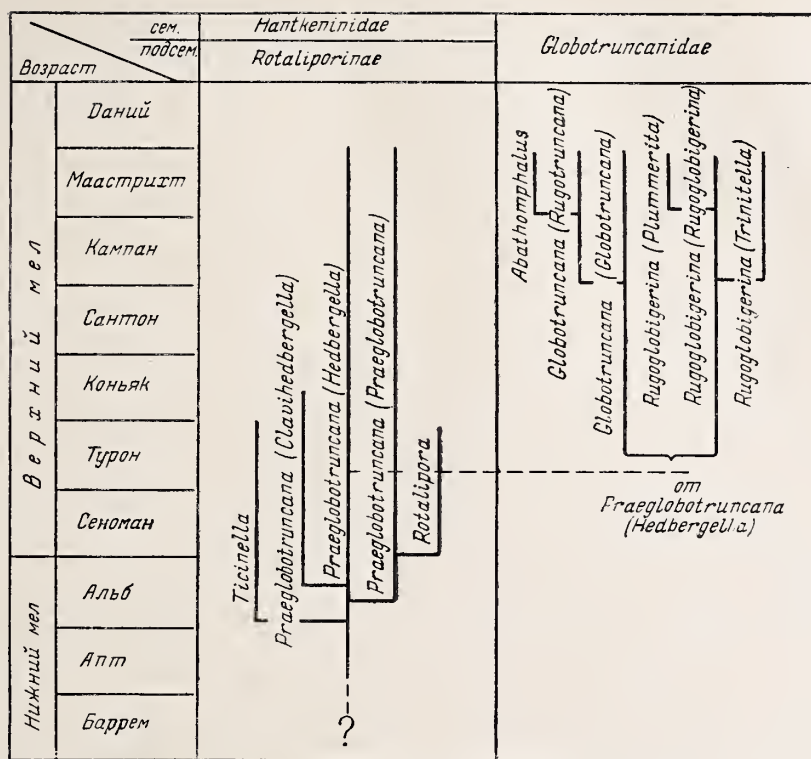 сем.
подсем.
Возраст
Hantkeninidae
Rotaliporinae
Globotruncanidae
Верхний мел
Нижний мел
Даний
Маастрихт
Кампан
Сантон
Коньяк
Турон
Сеноман
Альб
Апт
Баррем
Ticinella
Praeglobotruncana (Clavihedbergella)
Praeglobotruncana (Hedbergella)
Praeglobotruncana (Praeglobotruncana)
Rotalipora
?
Abathomphalus
Globotruncana (Rugotruncana)
Globotruncana (Globotruncana)
Rugoglobigerina (Plummerita)
Rugoglobigerina (Rugoglobigerina)
Rugoglobigerina (Trinitella)
от
Praeglobotruncana
(Hedbergella)